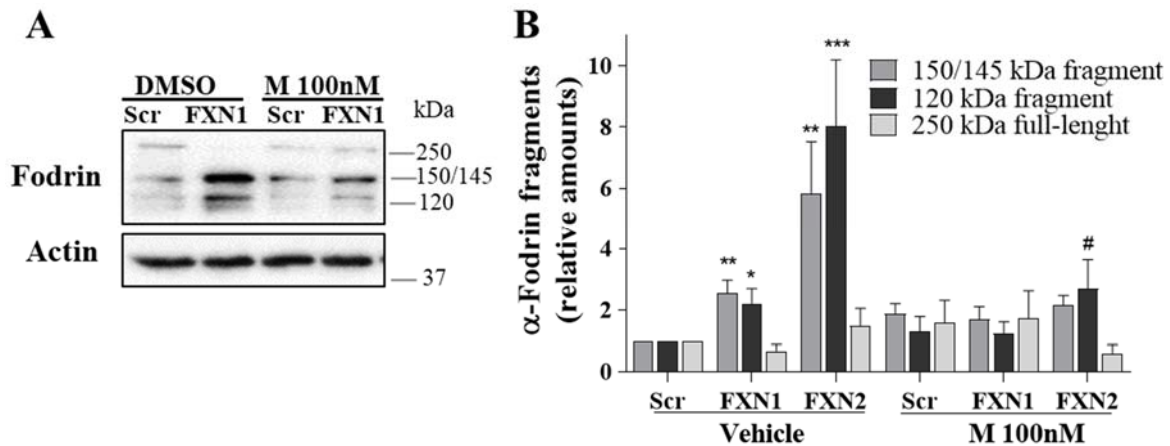 A
DMSO M 100nM
Scr FXN1 Scr FXN1 kDa
Fodrin
250
150/145
120
Actin
37
B
α-Fodrin fragments
(relative amounts)
10
8
6
4
2
0
** * ** *** #
150/145 kDa fragment
120 kDa fragment
250 kDa full-lenght
Scr FXN1 FXN2 Scr FXN1 FXN2
Vehicle M 100nM